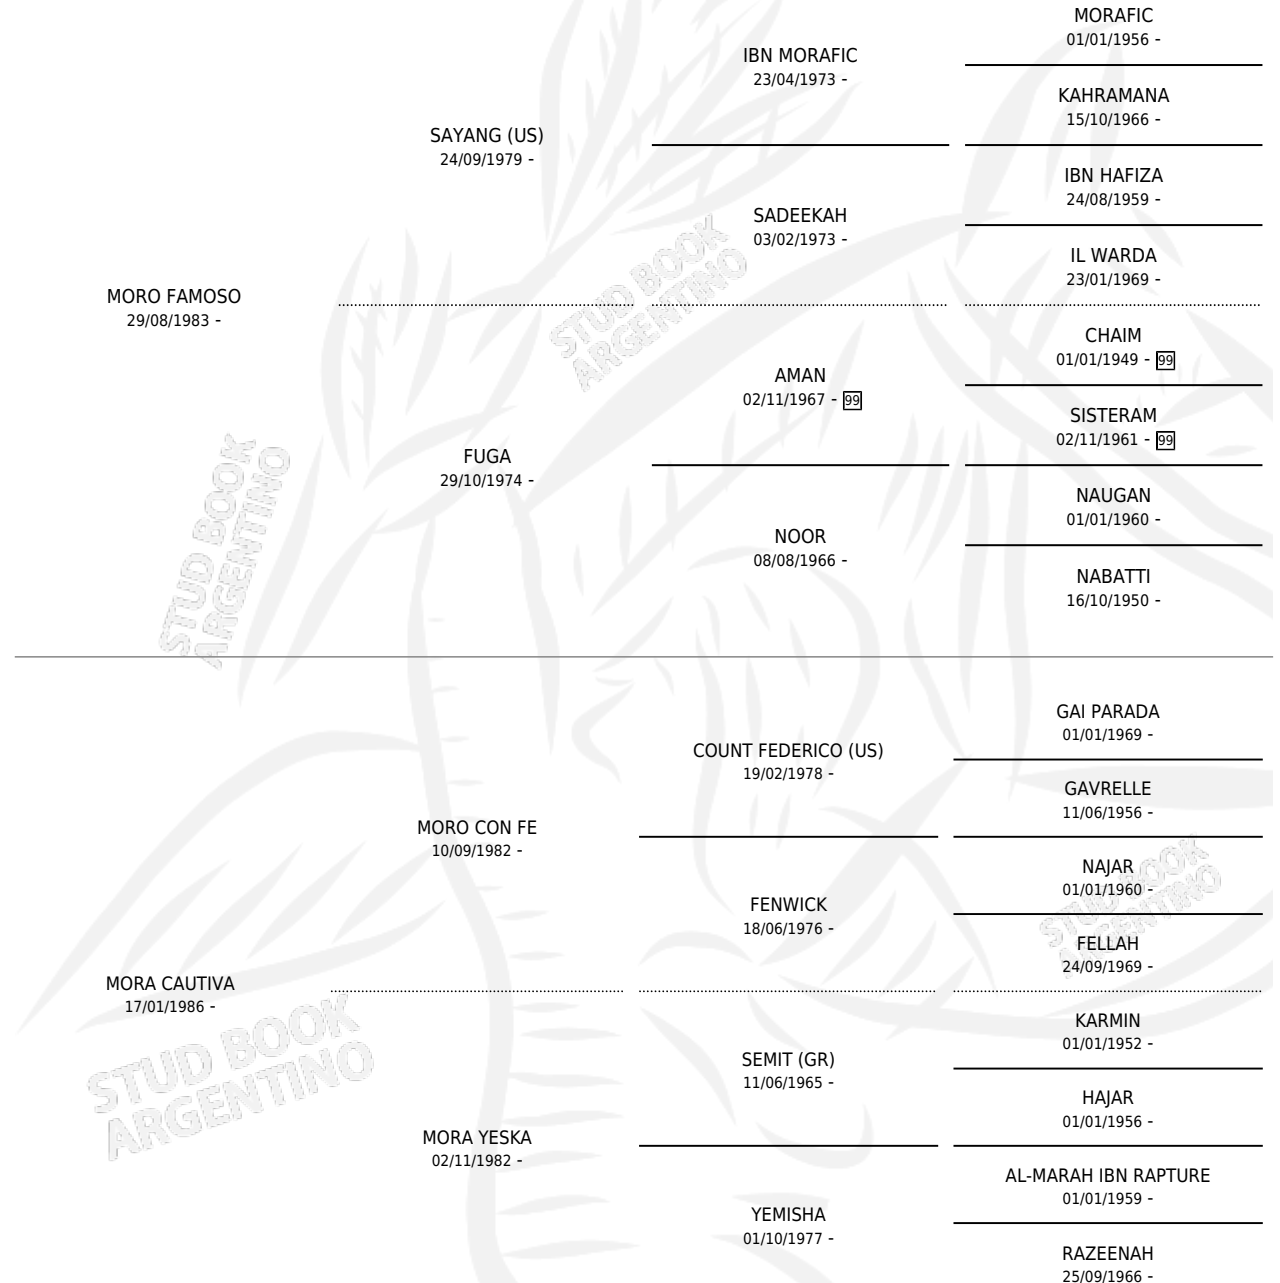 MORAFIC
01/01/1956 -
IBN MORAFIC
23/04/1973 -
KAHRAMANA
15/10/1966 -
SAYANG (US)
24/09/1979 -
IBN HAFIZA
24/08/1959 -
SADEEKAH
03/02/1973 -
IL WARDA
23/01/1969 -
MORO FAMOSO
29/08/1983 -
CHAIM
01/01/1949 - 99
AMAN
02/11/1967 - 99
SISTERAM
02/11/1961 - 99
FUGA
29/10/1974 -
NAUGAN
01/01/1960 -
NOOR
08/08/1966 -
NABATTI
16/10/1950 -
GAI PARADA
01/01/1969 -
COUNT FEDERICO (US)
19/02/1978 -
GAVRELLE
11/06/1956 -
MORO CON FE
10/09/1982 -
NAJAR
01/01/1960 -
FENWICK
18/06/1976 -
FELLAH
24/09/1969 -
MORA CAUTIVA
17/01/1986 -
KARMIN
01/01/1952 -
SEMIT (GR)
11/06/1965 -
HAJAR
01/01/1956 -
MORA YESKA
02/11/1982 -
AL-MARAH IBN RAPTURE
01/01/1959 -
YEMISHA
01/10/1977 -
RAZEENAH
25/09/1966 -
STUD BOOK
ARGENTINO
STUD BOOK
ARGENTINO
STUD BOOK
ARGENTINO
STUD BOOK
ARGENTINO